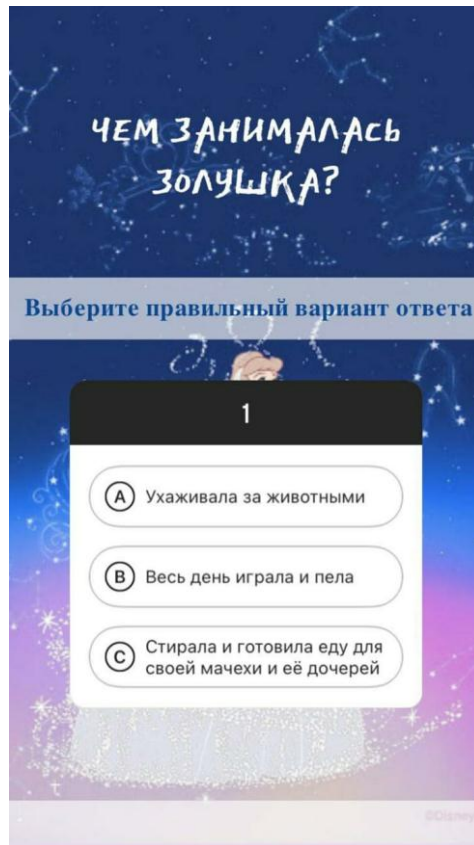 ЧЕМ ЗАНИМАЛАСЬ
ЗОЛУШКА?
Выберите правильный вариант ответа
1
A Ухаживала за животными
B Весь день играла и пела
C Стирала и готовила еду для
своей мачехи и её дочерей
©Disney